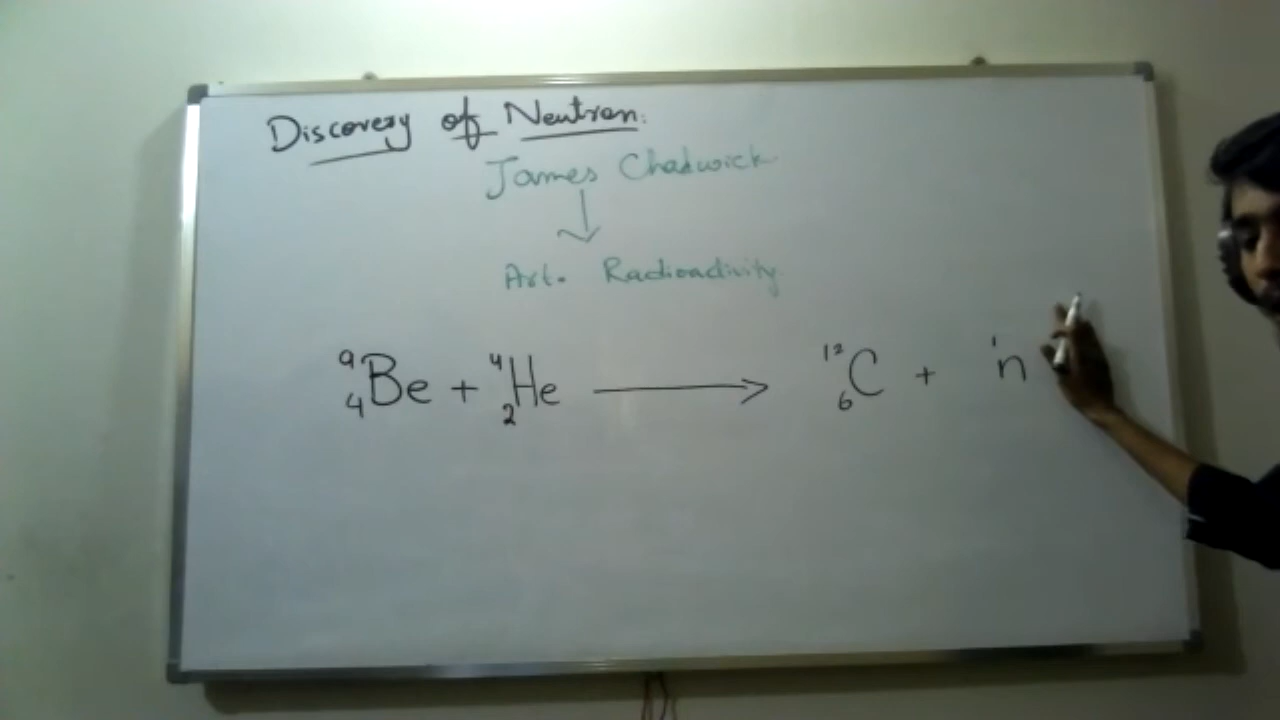 Discovery of Neutron:
James Chadwick
↓
Art. Radioactivity
⁹₄Be + ⁴₂He ⟶ ¹²₆C + ¹n